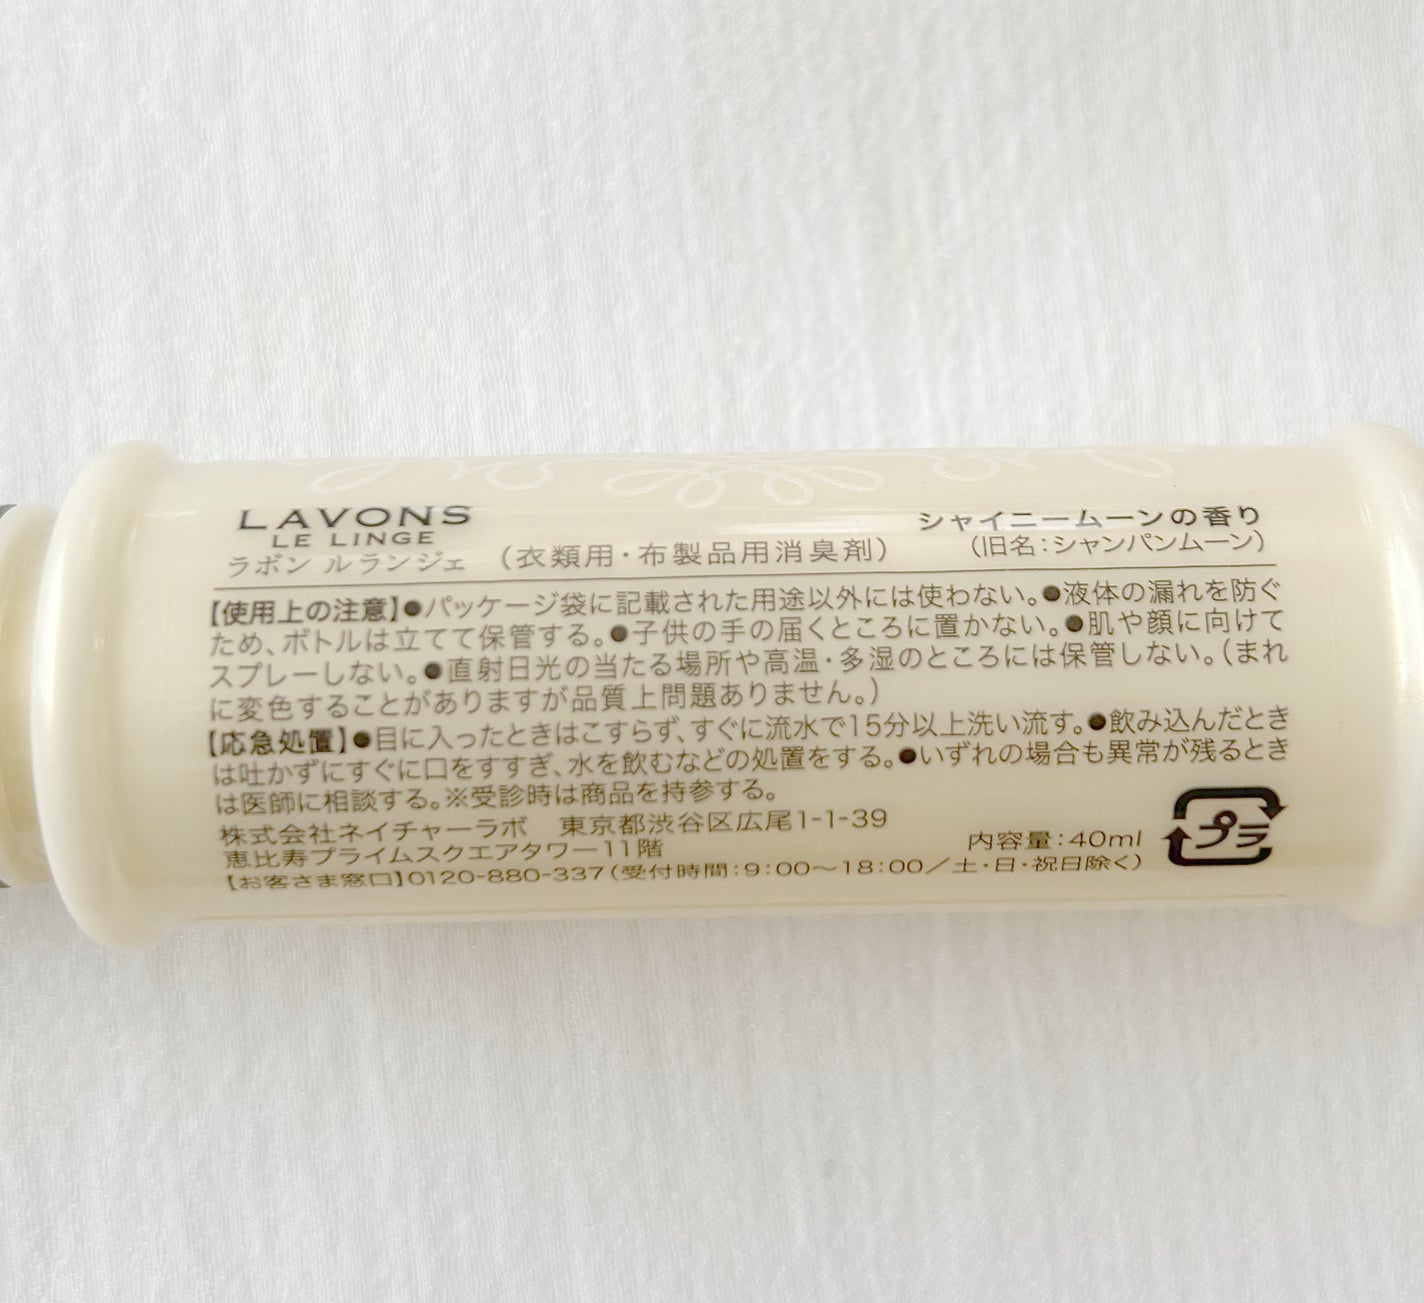 LAVONS
LE LINGE
ラボン ルランジェ （衣類用・布製品用消臭剤）
シャイニームーンの香り
（旧名：シャンパンムーン）
【使用上の注意】●パッケージ袋に記載された用途以外には使わない。●液体の漏れを防ぐ
ため、ボトルは立てて保管する。●子供の手の届くところに置かない。●肌や顔に向けて
スプレーしない。●直射日光の当たる場所や高温・多湿のところには保管しない。（まれ
に変色することがありますが品質上問題ありません。）
【応急処置】●目に入ったときはこすらず、すぐに流水で15分以上洗い流す。●飲み込んだとき
は吐かずにすぐに口をすすぎ、水を飲むなどの処置をする。●いずれの場合も異常が残るとき
は医師に相談する。※受診時は商品を持参する。
株式会社ネイチャーラボ　東京都渋谷区広尾1-1-39
恵比寿プライムスクエアタワー11階
【お客さま窓口】0120-880-337（受付時間：9：00～18：00／土・日・祝日除く）
内容量：40ml
プラ